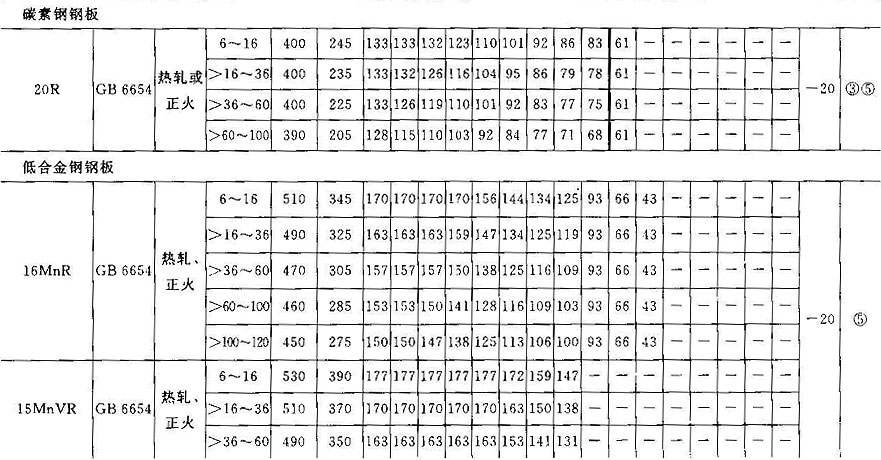 碳素钢钢板
20R GB 6654 热轧或正火 6～16 400 245 133 133 132 123 110 101 92 86 83 61 － － － － － － －20 ③⑤
>16～36 400 235 133 132 126 116 104 95 86 79 78 61 － － － － － －
>36～60 400 225 133 126 119 110 101 92 83 77 75 61 － － － － － －
>60～100 390 205 128 115 110 103 92 84 77 71 68 61 － － － － － －
低合金钢钢板
16MnR GB 6654 热轧、正火 6～16 510 345 170 170 170 170 156 144 134 125 93 66 43 － － － － － －20 ⑤
>16～36 490 325 163 163 163 159 147 134 125 119 93 66 43 － － － － －
>36～60 470 305 157 157 157 150 138 125 116 109 93 66 43 － － － － －
>60～100 460 285 153 153 150 141 128 116 109 103 93 66 43 － － － － －
>100～120 450 275 150 150 147 138 125 113 106 100 93 66 43 － － － － －
15MnVR GB 6654 热轧、正火 6～16 530 390 177 177 177 177 177 172 159 147 － － － － － － － －
>16～36 510 370 170 170 170 170 170 163 150 138 － － － － － － － －
>36～60 490 350 163 163 163 163 163 153 141 131 － － － － － － － －